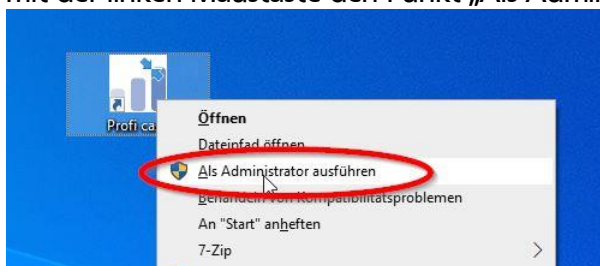 mit der linken Maustaste den Punkt „Als Admi
Profi ca
Öffnen
Dateipfad öffnen
Als Administrator ausführen
Behandeln von Kompatibilitätsproblemen
An "Start" anheften
7-Zip